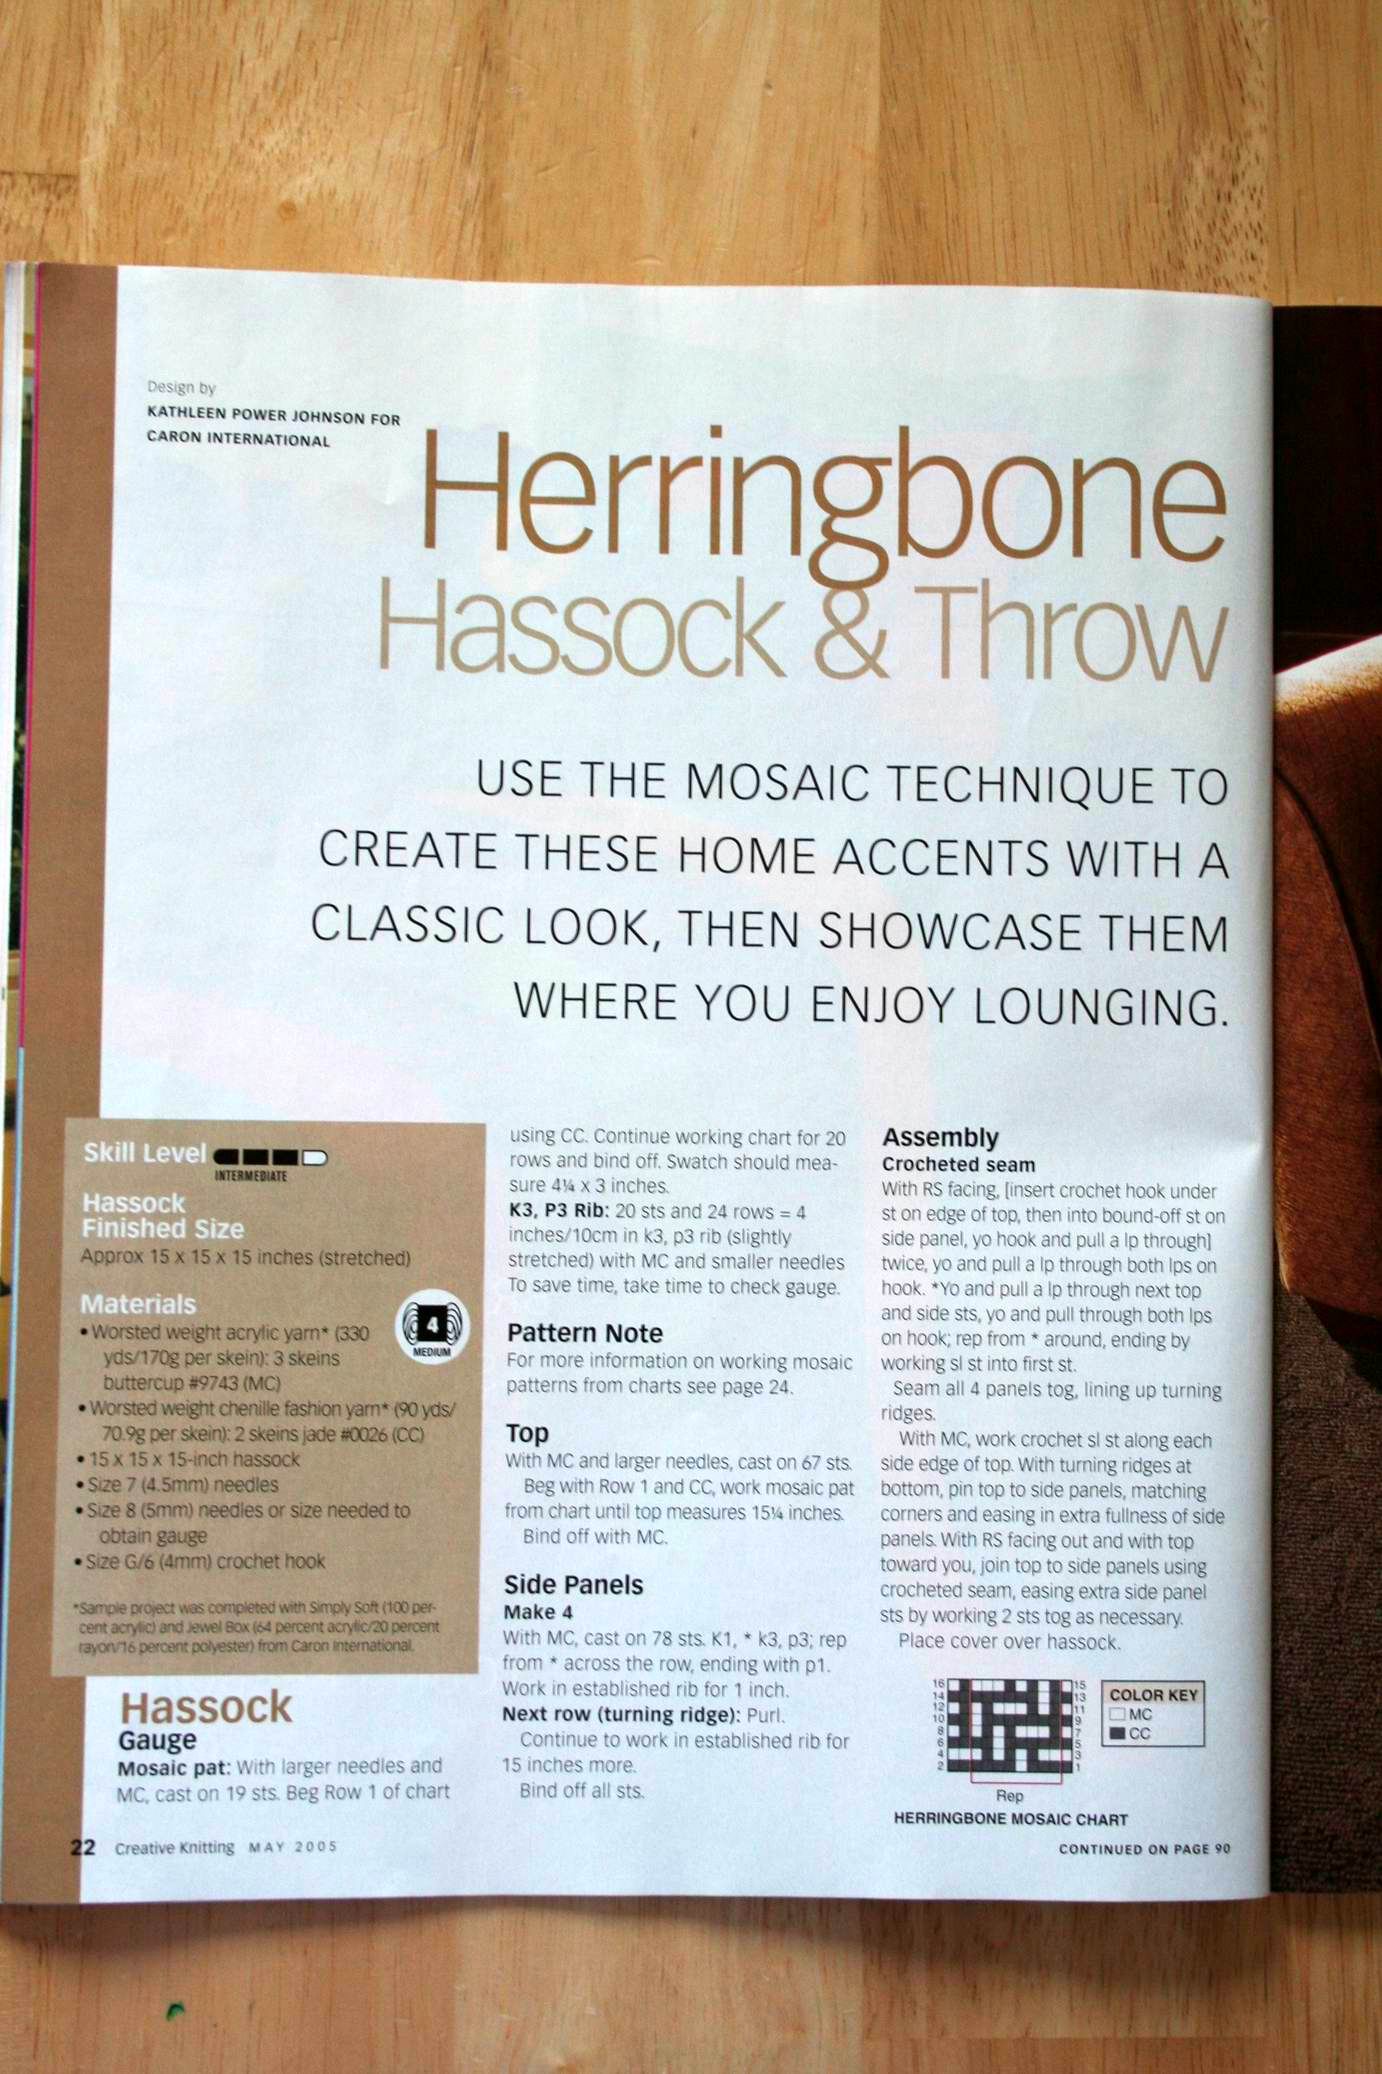 Design by
KATHLEEN POWER JOHNSON FOR
CARON INTERNATIONAL
Herringbone
Hassock & Throw
USE THE MOSAIC TECHNIQUE TO
CREATE THESE HOME ACCENTS WITH A
CLASSIC LOOK, THEN SHOWCASE THEM
WHERE YOU ENJOY LOUNGING.
Skill Level
INTERMEDIATE
Hassock
Finished Size
Approx 15 x 15 x 15 inches (stretched)
Materials
• Worsted weight acrylic yarn* (330
yds/170g per skein): 3 skeins
buttercup #9743 (MC)
4
MEDIUM
• Worsted weight chenille fashion yarn* (90 yds/
70.9g per skein): 2 skeins jade #0026 (CC)
• 15 x 15 x 15-inch hassock
• Size 7 (4.5mm) needles
• Size 8 (5mm) needles or size needed to
obtain gauge
• Size G/6 (4mm) crochet hook
*Sample project was completed with Simply Soft (100 per-
cent acrylic) and Jewel Box (64 percent acrylic/20 percent
rayon/16 percent polyester) from Caron International.
Hassock
Gauge
Mosaic pat: With larger needles and
MC, cast on 19 sts. Beg Row 1 of chart
using CC. Continue working chart for 20
rows and bind off. Swatch should mea-
sure 4¼ x 3 inches.
K3, P3 Rib: 20 sts and 24 rows = 4
inches/10cm in k3, p3 rib (slightly
stretched) with MC and smaller needles
To save time, take time to check gauge.
Pattern Note
For more information on working mosaic
patterns from charts see page 24.
Top
With MC and larger needles, cast on 67 sts.
Beg with Row 1 and CC, work mosaic pat
from chart until top measures 15¼ inches.
Bind off with MC.
Side Panels
Make 4
With MC, cast on 78 sts. K1, * k3, p3; rep
from * across the row, ending with p1.
Work in established rib for 1 inch.
Next row (turning ridge): Purl.
Continue to work in established rib for
15 inches more.
Bind off all sts.
Assembly
Crocheted seam
With RS facing, [insert crochet hook under
st on edge of top, then into bound-off st on
side panel, yo hook and pull a lp through]
twice, yo and pull a lp through both lps on
hook. *Yo and pull a lp through next top
and side sts, yo and pull through both lps
on hook; rep from * around, ending by
working sl st into first st.
Seam all 4 panels tog, lining up turning
ridges.
With MC, work crochet sl st along each
side edge of top. With turning ridges at
bottom, pin top to side panels, matching
corners and easing in extra fullness of side
panels. With RS facing out and with top
toward you, join top to side panels using
crocheted seam, easing extra side panel
sts by working 2 sts tog as necessary.
Place cover over hassock.
16 15
14 13
12 11
10 9
8 7
6 5
4 3
2 1
Rep
COLOR KEY
MC
CC
HERRINGBONE MOSAIC CHART
22 Creative Knitting MAY 2005
CONTINUED ON PAGE 90